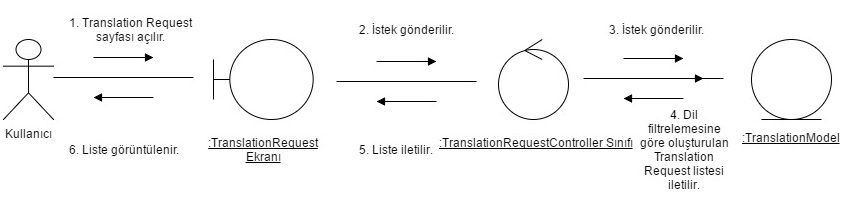 1. Translation Request
sayfası açılır.
2. İstek gönderilir.
3. İstek gönderilir.
Kullanıcı
6. Liste görüntülenir.
:TranslationRequest
Ekranı
5. Liste iletilir.
:TranslationRequestController Sınıfı
4. Dil
filtrelemesine
göre oluşturulan
Translation
Request listesi
iletilir.
:TranslationModel